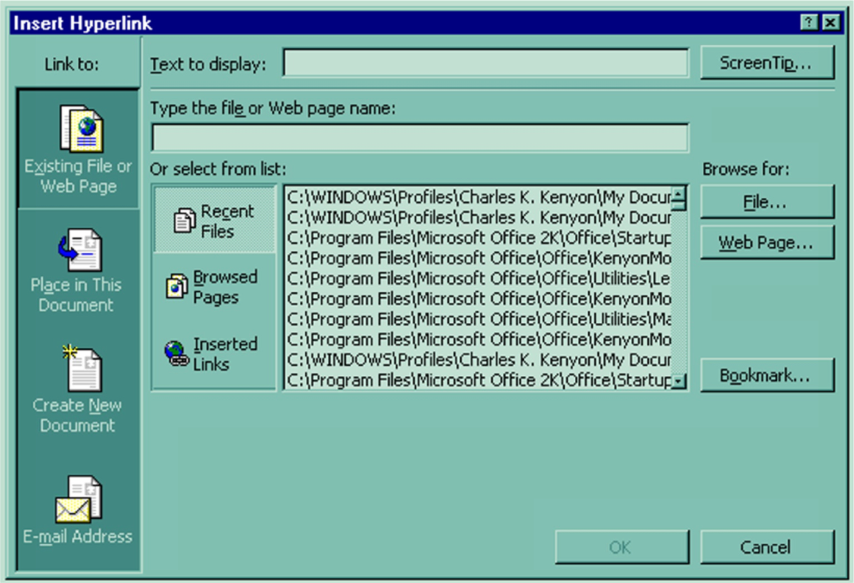 Insert Hyperlink
Link to:
Text to display:
ScreenTip...
Type the file or Web page name:
Existing File or
Web Page
Or select from list:
Browse for:
Recent
Files
C:\WINDOWS\Profiles\Charles K. Kenyon\My Docur
C:\WINDOWS\Profiles\Charles K. Kenyon\My Docur
C:\Program Files\Microsoft Office 2K\Office\Startup
C:\Program Files\Microsoft Office\Office\KenyonMo
C:\Program Files\Microsoft Office\Office\Utilities\Le
C:\Program Files\Microsoft Office\Office\KenyonMo
C:\Program Files\Microsoft Office\Office\Utilities\Ma
C:\Program Files\Microsoft Office\Office\KenyonMo
C:\WINDOWS\Profiles\Charles K. Kenyon\My Docur
C:\Program Files\Microsoft Office 2K\Office\Startup
File...
Web Page...
Place in This
Document
Browsed
Pages
Inserted
Links
Bookmark...
Create New
Document
E-mail Address
OK
Cancel